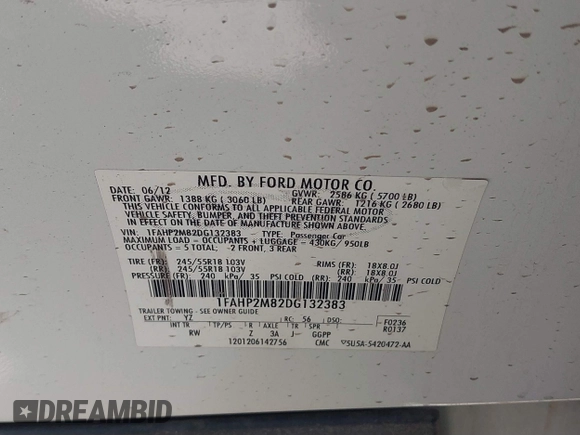 MFD. BY FORD MOTOR CO.
DATE: 06/12 GVWR: 2586 KG ( 5700 LB)
FRONT GAWR: 1388 KG ( 3060 LB) REAR GAWR: 1216 KG ( 2680 LB)
THIS VEHICLE CONFORMS TO ALL APPLICABLE FEDERAL MOTOR
VEHICLE SAFETY, BUMPER, AND THEFT PREVENTION STANDARDS
IN EFFECT ON THE DATE OF MANUFACTURE SHOWN ABOVE.
VIN: 1FAHP2M82DG132383 TYPE: Passenger Car
MAXIMUM LOAD = OCCUPANTS + LUGGAGE = 430KG/ 950LB
OCCUPANTS = 5 TOTAL: -2 FRONT, 3 REAR
TIRE (FR): 245/55R18 103V RIMS (FR): 18X8.0J
(RR): 245/55R18 103V (RR): 18X8.0J
PRESSURE (FR): 240 kPa/ 35 PSI COLD (RR): 240 kPa/ 35 PSI COLD
1FAHP2M82DG132383
TRAILER TOWING - SEE OWNER GUIDE
EXT PNT: YZ RC: 56 DSO: F0236
INT TR TP/PS R AXLE TR SPR R0137
RW Z 3A J GGPP
1201206142756 CMC 5U5A-5420472-AA
DREAMBID